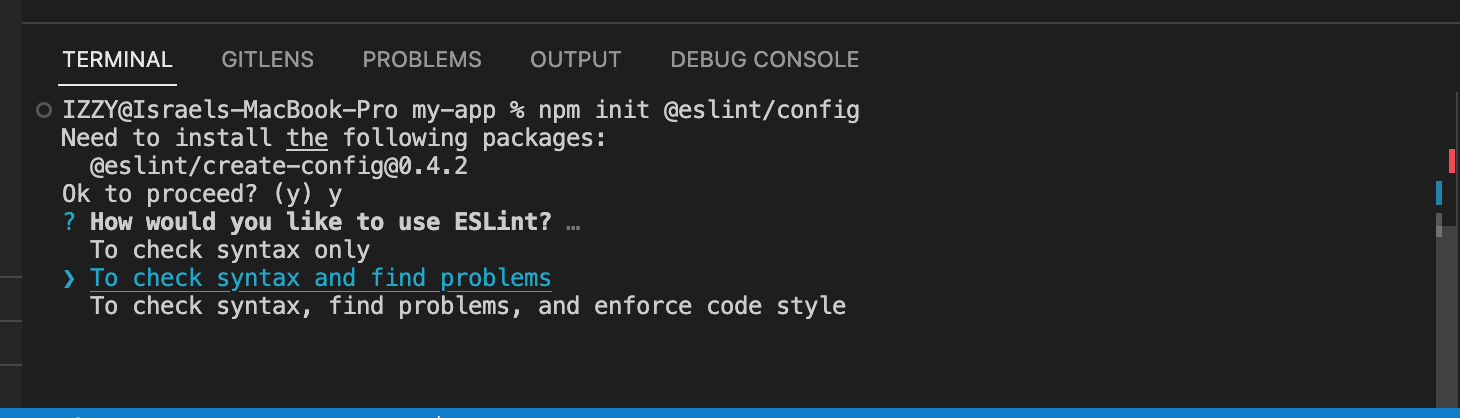 TERMINAL GITLENS PROBLEMS OUTPUT DEBUG CONSOLE
IZZY@Israels-MacBook-Pro my-app % npm init @eslint/config
Need to install the following packages:
@eslint/create-config@0.4.2
Ok to proceed? (y) y
? How would you like to use ESLint? …
To check syntax only
❯ To check syntax and find problems
To check syntax, find problems, and enforce code style